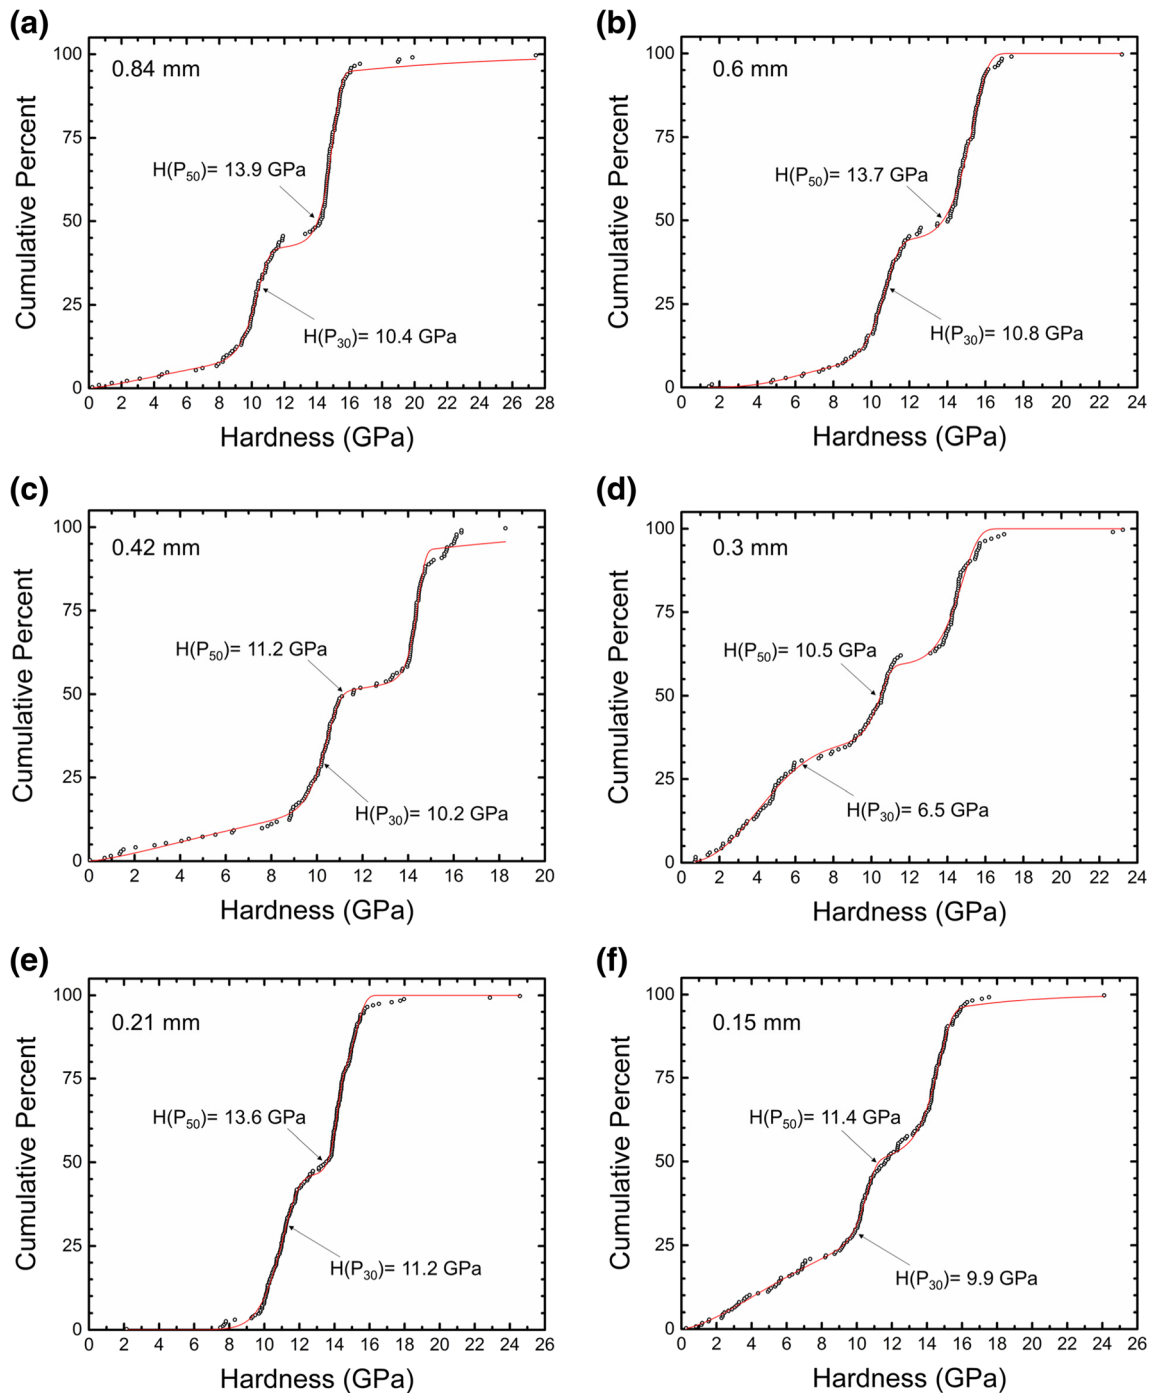 (a)
0.84 mm
100
75
50
25
0
Cumulative Percent
H(P50)= 13.9 GPa
H(P30)= 10.4 GPa
0 2 4 6 8 10 12 14 16 18 20 22 24 26 28
Hardness (GPa)
(b)
0.6 mm
100
75
50
25
0
Cumulative Percent
H(P50)= 13.7 GPa
H(P30)= 10.8 GPa
0 2 4 6 8 10 12 14 16 18 20 22 24
Hardness (GPa)
(c)
0.42 mm
100
75
50
25
0
Cumulative Percent
H(P50)= 11.2 GPa
H(P30)= 10.2 GPa
0 2 4 6 8 10 12 14 16 18 20
Hardness (GPa)
(d)
0.3 mm
100
75
50
25
0
Cumulative Percent
H(P50)= 10.5 GPa
H(P30)= 6.5 GPa
0 2 4 6 8 10 12 14 16 18 20 22 24
Hardness (GPa)
(e)
0.21 mm
100
75
50
25
0
Cumulative Percent
H(P50)= 13.6 GPa
H(P30)= 11.2 GPa
0 2 4 6 8 10 12 14 16 18 20 22 24 26
Hardness (GPa)
(f)
0.15 mm
100
75
50
25
0
Cumulative Percent
H(P50)= 11.4 GPa
H(P30)= 9.9 GPa
0 2 4 6 8 10 12 14 16 18 20 22 24 26
Hardness (GPa)